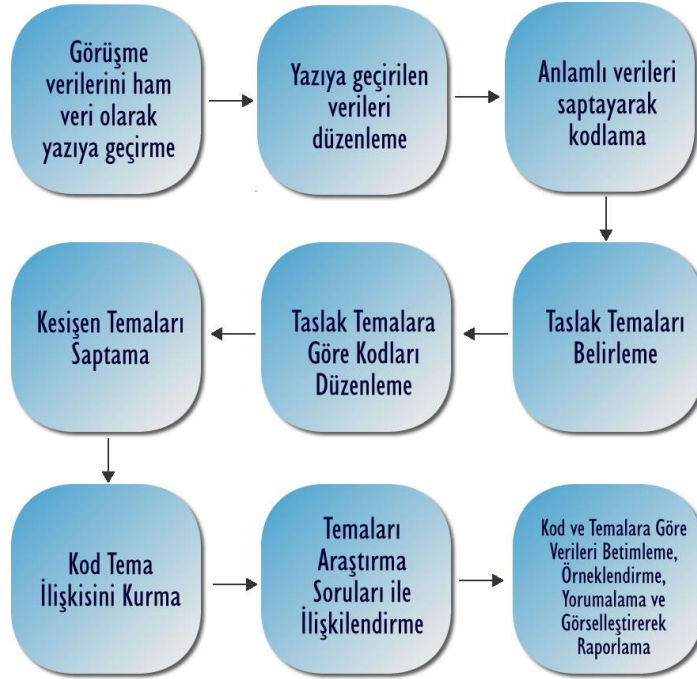 Görüşme
verilerini ham
veri olarak
yazıya geçirme
Yazıya geçirilen
verileri
düzenleme
Anlamlı verileri
saptayarak
kodlama
Taslak Temaları
Belirleme
Taslak Temalara
Göre Kodları
Düzenleme
Kesişen Temaları
Saptama
Kod Tema
İlişkisini Kurma
Temaları
Araştırma
Soruları ile
İlişkilendirme
Kod ve Temalara Göre
Verileri Betimleme,
Örneklendirme,
Yorumalama ve
Görselleştirerek
Raporlama